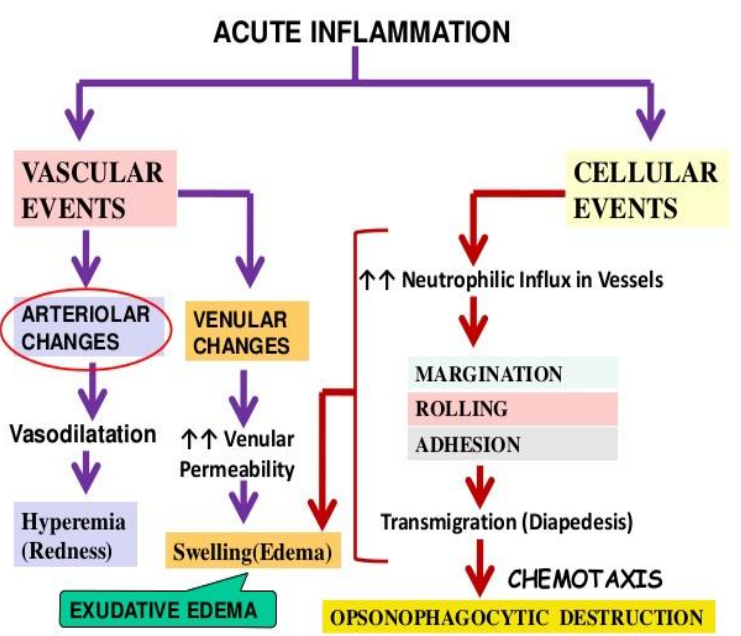 ACUTE INFLAMMATION
VASCULAR
EVENTS
CELLULAR
EVENTS
ARTERIOLAR
CHANGES
VENULAR
CHANGES
Vasodilatation
↑↑ Venular
Permeability
Hyperemia
(Redness)
Swelling(Edema)
EXUDATIVE EDEMA
↑↑ Neutrophilic Influx in Vessels
MARGINATION
ROLLING
ADHESION
Transmigration (Diapedesis)
CHEMOTAXIS
OPSONOPHAGOCYTIC DESTRUCTION